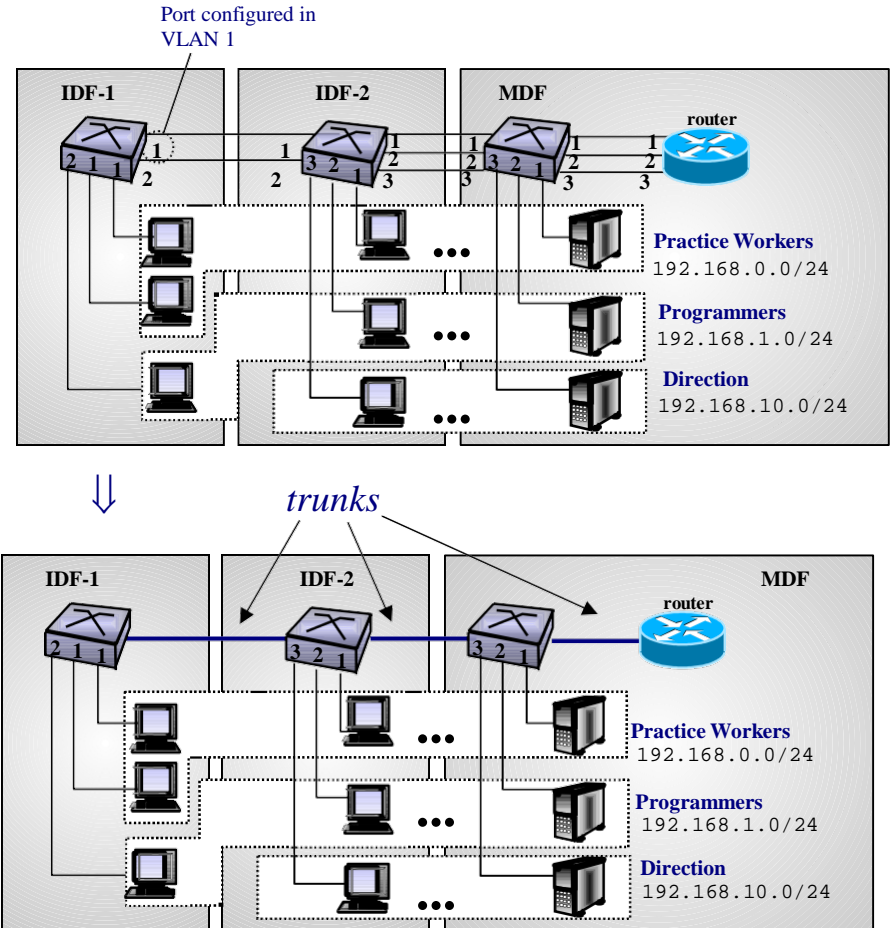 Port configured in
VLAN 1
IDF-1
IDF-2
MDF
router
1
1
1
1
1
2
2
2
2
2
3
3
3
3
2 1 1
3 2 1
3 2 1
•••
Practice Workers
192.168.0.0/24
•••
Programmers
192.168.1.0/24
•••
Direction
192.168.10.0/24
⇓
trunks
IDF-1
IDF-2
MDF
router
2 1 1
3 2 1
3 2 1
•••
Practice Workers
192.168.0.0/24
•••
Programmers
192.168.1.0/24
•••
Direction
192.168.10.0/24